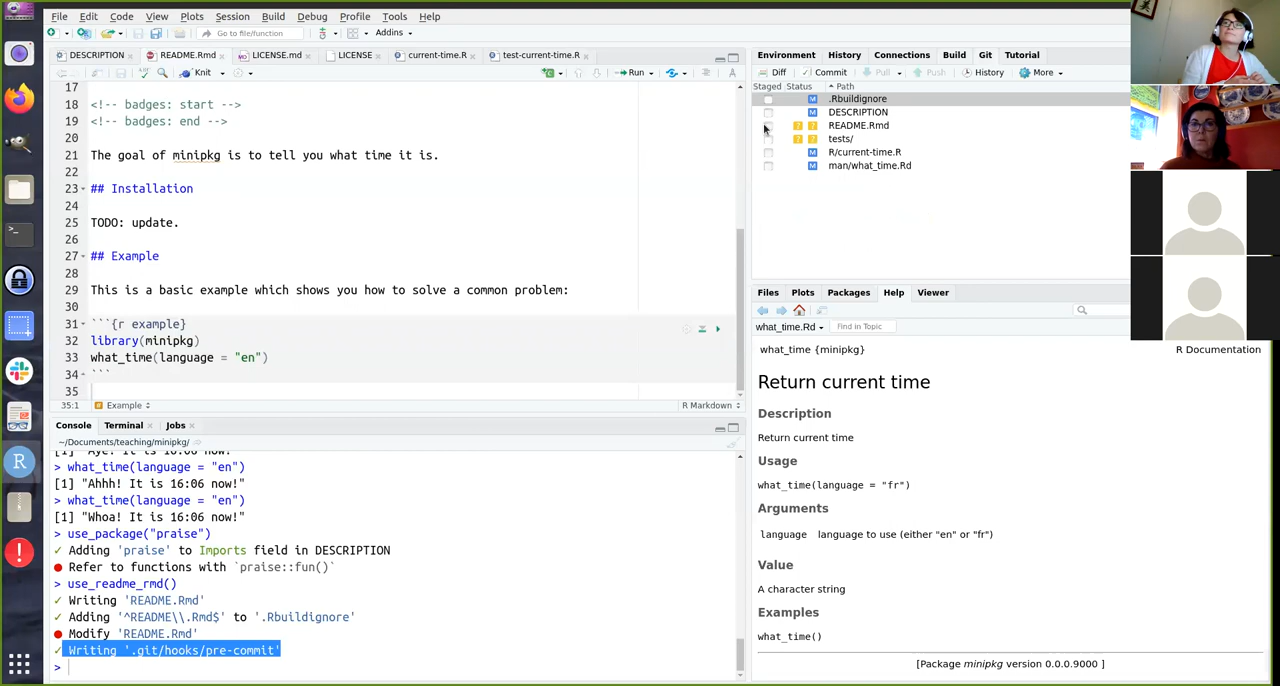 File Edit Code View Plots Session Build Debug Profile Tools Help
Go to file/function Addins
DESCRIPTION README.Rmd LICENSE.md LICENSE current-time.R test-current-time.R
Knit Run
17
18 <!-- badges: start -->
19 <!-- badges: end -->
20
21 The goal of minipkg is to tell you what time it is.
22
23 ## Installation
24
25 TODO: update.
26
27 ## Example
28
29 This is a basic example which shows you how to solve a common problem:
30
31 ```{r example}
32 library(minipkg)
33 what_time(language = "en")
34 ```
35
35:1 Example R Markdown
Console Terminal Jobs
~/Documents/teaching/minipkg/
[1] "Aye! It is 16:06 now!"
> what_time(language = "en")
[1] "Ahhh! It is 16:06 now!"
> what_time(language = "en")
[1] "Whoa! It is 16:06 now!"
> use_package("praise")
✓ Adding 'praise' to Imports field in DESCRIPTION
● Refer to functions with `praise::fun()`
> use_readme_rmd()
✓ Writing 'README.Rmd'
✓ Adding '^README\\.Rmd$' to '.Rbuildignore'
● Modify 'README.Rmd'
✓ Writing '.git/hooks/pre-commit'
>
Environment History Connections Build Git Tutorial
Diff Commit Pull Push History More
Staged Status Path
M .Rbuildignore
M DESCRIPTION
? ? README.Rmd
? ? tests/
M R/current-time.R
M man/what_time.Rd
Files Plots Packages Help Viewer
what_time.Rd Find in Topic
what_time {minipkg} R Documentation
Return current time
Description
Return current time
Usage
what_time(language = "fr")
Arguments
language language to use (either "en" or "fr")
Value
A character string
Examples
what_time()
[Package minipkg version 0.0.0.9000 ]